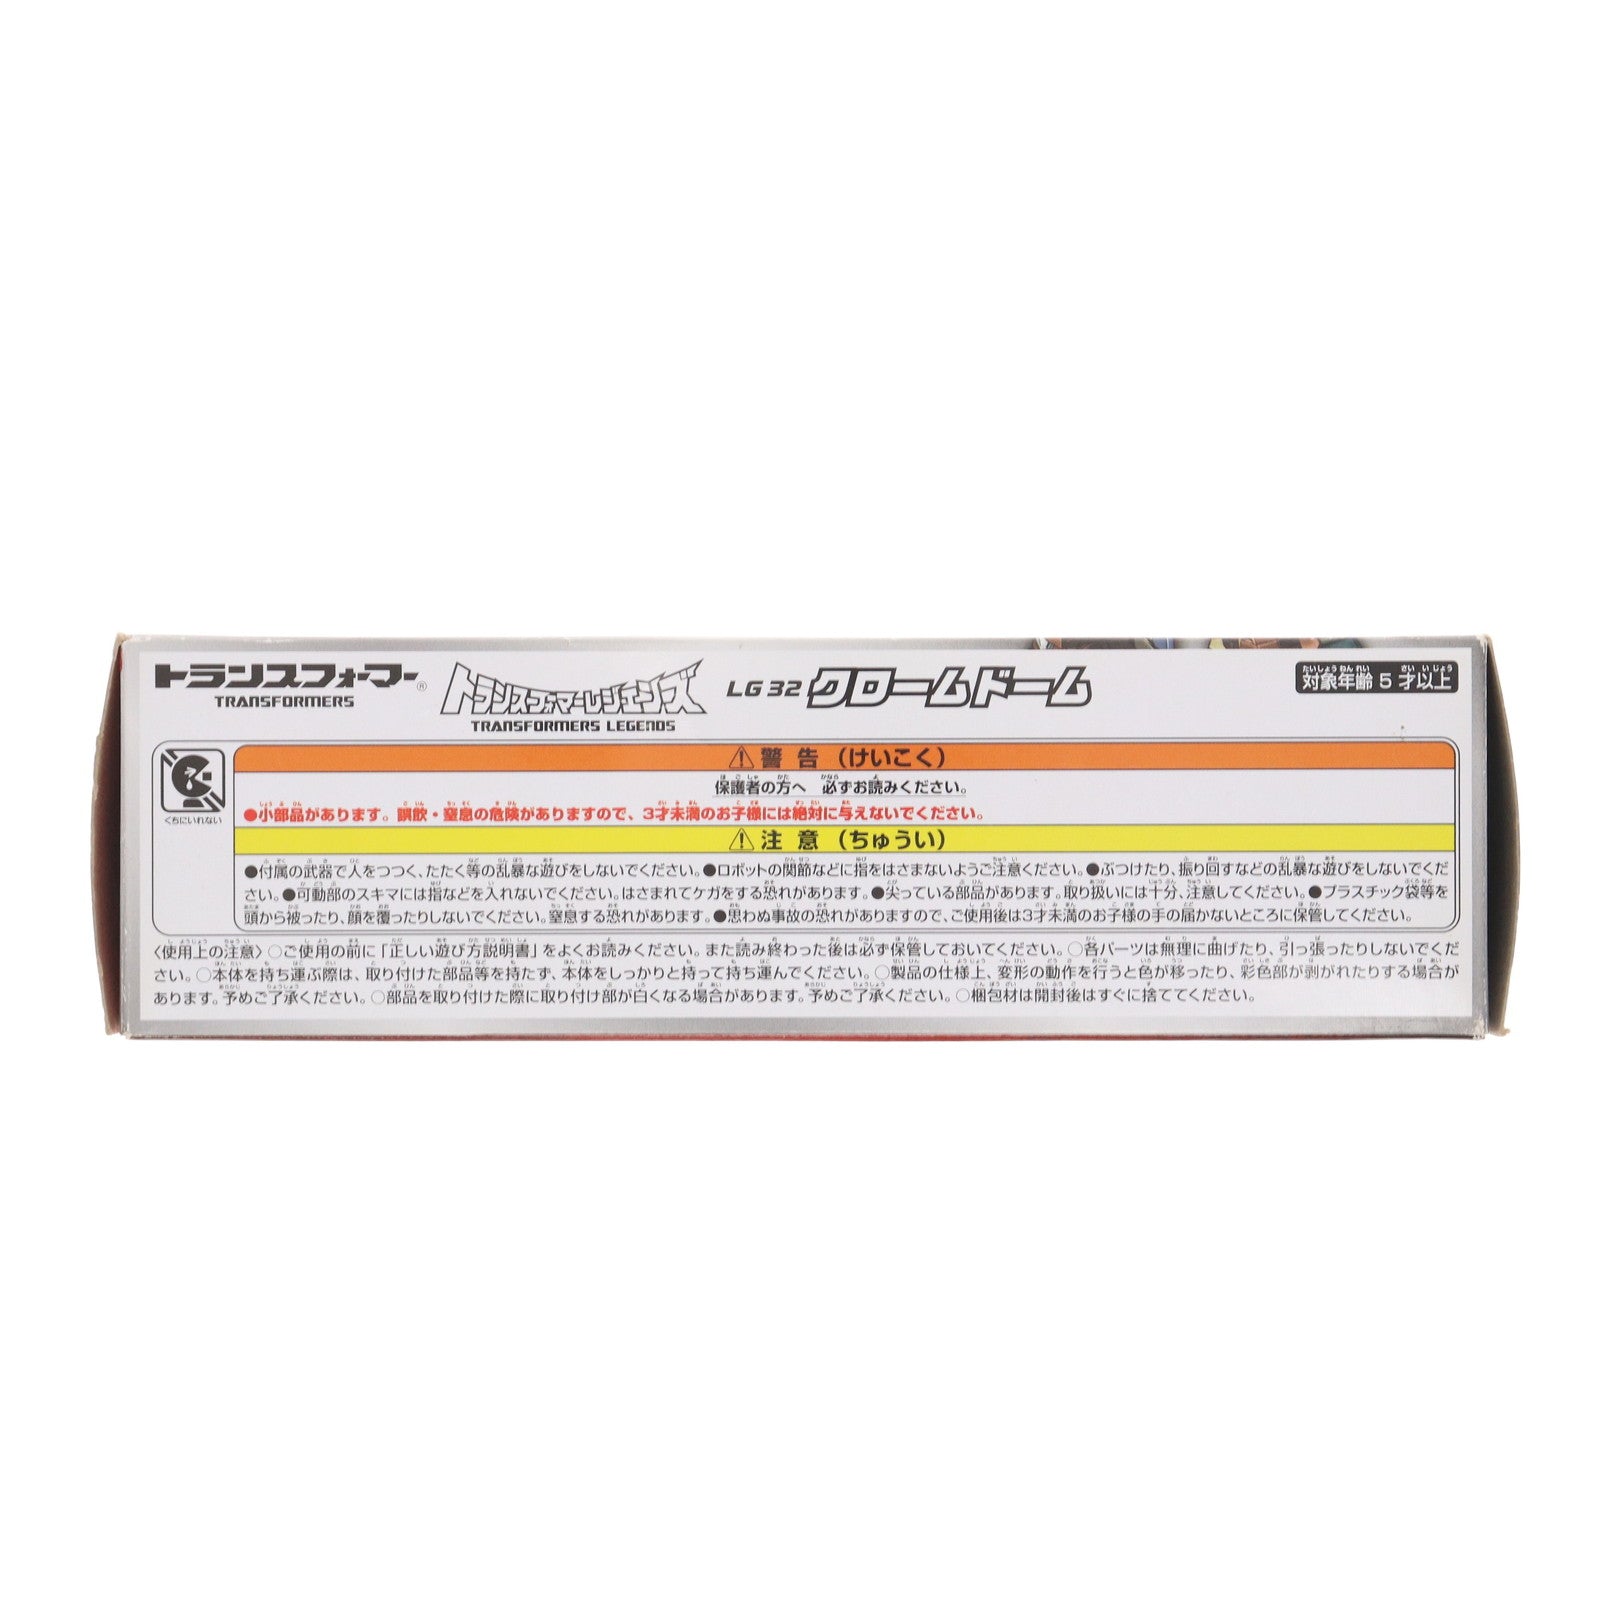 トランスフォーマー®
TRANSFORMERS
トランスフォーマーレジェンズ
TRANSFORMERS LEGENDS
LG 32 クロームドーム
対象年齢 5 才以上
くちにいれない
⚠警 告 (けいこく)
保護者の方へ 必ずお読みください。
●小部品があります。誤飲・窒息の危険がありますので、3才未満のお子様には絶対に与えないでください。
⚠注 意 (ちゅうい)
●付属の武器で人をつつく、たたく等の乱暴な遊びをしないでください。●ロボットの関節などに指をはさまないようご注意ください。●ぶつけたり、振り回すなどの乱暴な遊びをしないでくだ
さい。●可動部のスキマには指などを入れないでください。はさまれてケガをする恐れがあります。●尖っている部品があります。取り扱いには十分、注意してください。●プラスチック袋等を
頭から被ったり、顔を覆ったりしないでください。窒息する恐れがあります。●思わぬ事故の恐れがありますので、ご使用後は3才未満のお子様の手の届かないところに保管してください。
〈使用上の注意〉○ご使用の前に「正しい遊び方説明書」をよくお読みください。また読み終わった後は必ず保管しておいてください。○各パーツは無理に曲げたり、引っ張ったりしないでくだ
さい。○本体を持ち運ぶ際は、取り付けた部品等を持たず、本体をしっかりと持って持ち運んでください。○製品の仕様上、変形の動作を行うと色が移ったり、彩色部が剥がれたりする場合が
あります。予めご了承ください。○部品を取り付けた際に取り付け部が白くなる場合があります。予めご了承ください。○梱包材は開封後はすぐに捨ててください。